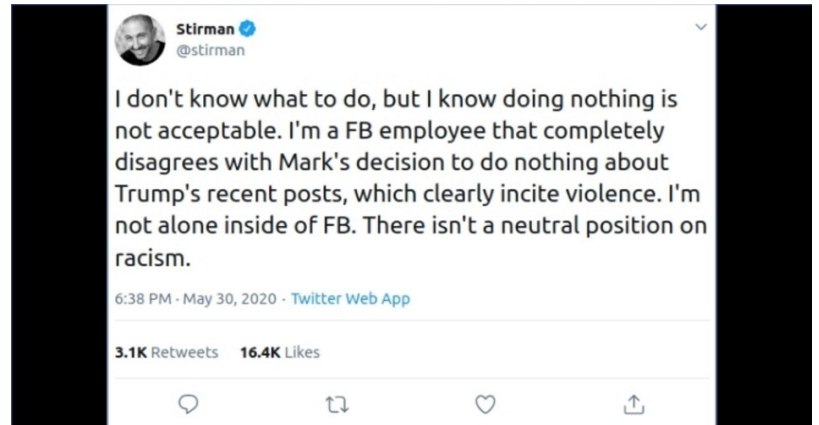 Stirman
@stirman
I don't know what to do, but I know doing nothing is
not acceptable. I'm a FB employee that completely
disagrees with Mark's decision to do nothing about
Trump's recent posts, which clearly incite violence. I'm
not alone inside of FB. There isn't a neutral position on
racism.
6:38 PM · May 30, 2020 · Twitter Web App
3.1K Retweets 16.4K Likes